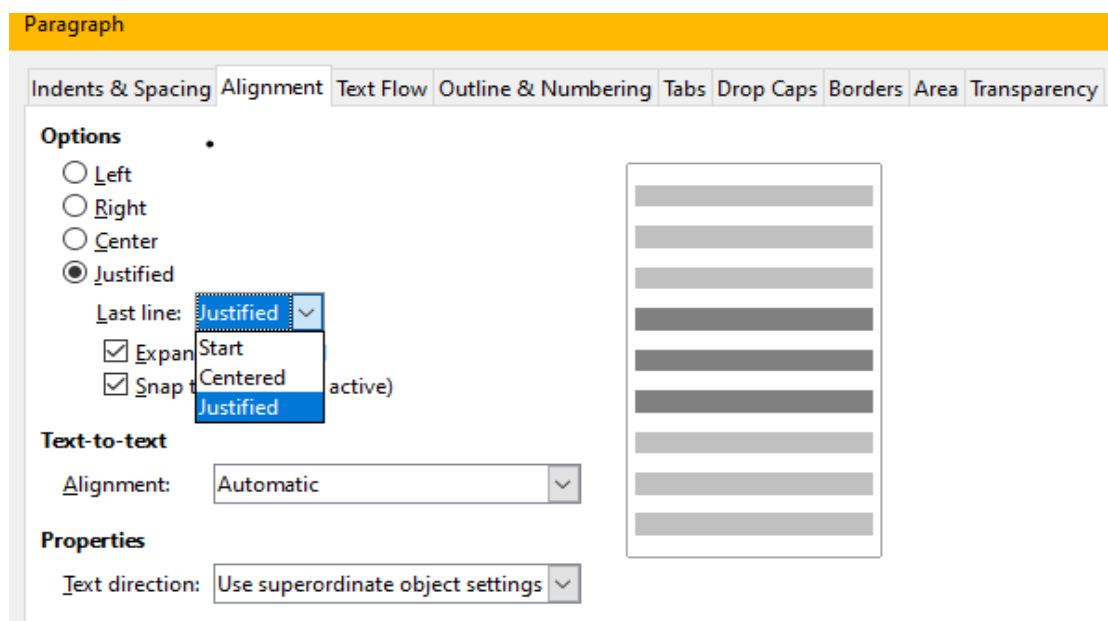 Paragraph
Indents & Spacing Alignment Text Flow Outline & Numbering Tabs Drop Caps Borders Area Transparency
Options
Left
Right
Center
Justified
Last line: Justified
Start
Centered
Justified
Expan
Snap t active)
Text-to-text
Alignment: Automatic
Properties
Text direction: Use superordinate object settings